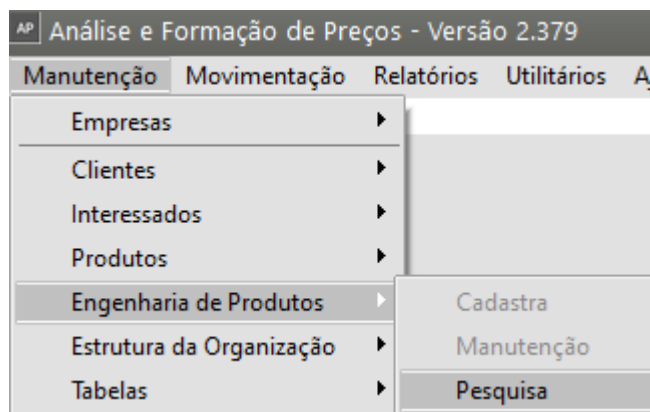 AP Análise e Formação de Preços - Versão 2.379
Manutenção Movimentação Relatórios Utilitários
Empresas
Clientes
Interessados
Produtos
Engenharia de Produtos Cadastra
Estrutura da Organização Manutenção
Tabelas Pesquisa